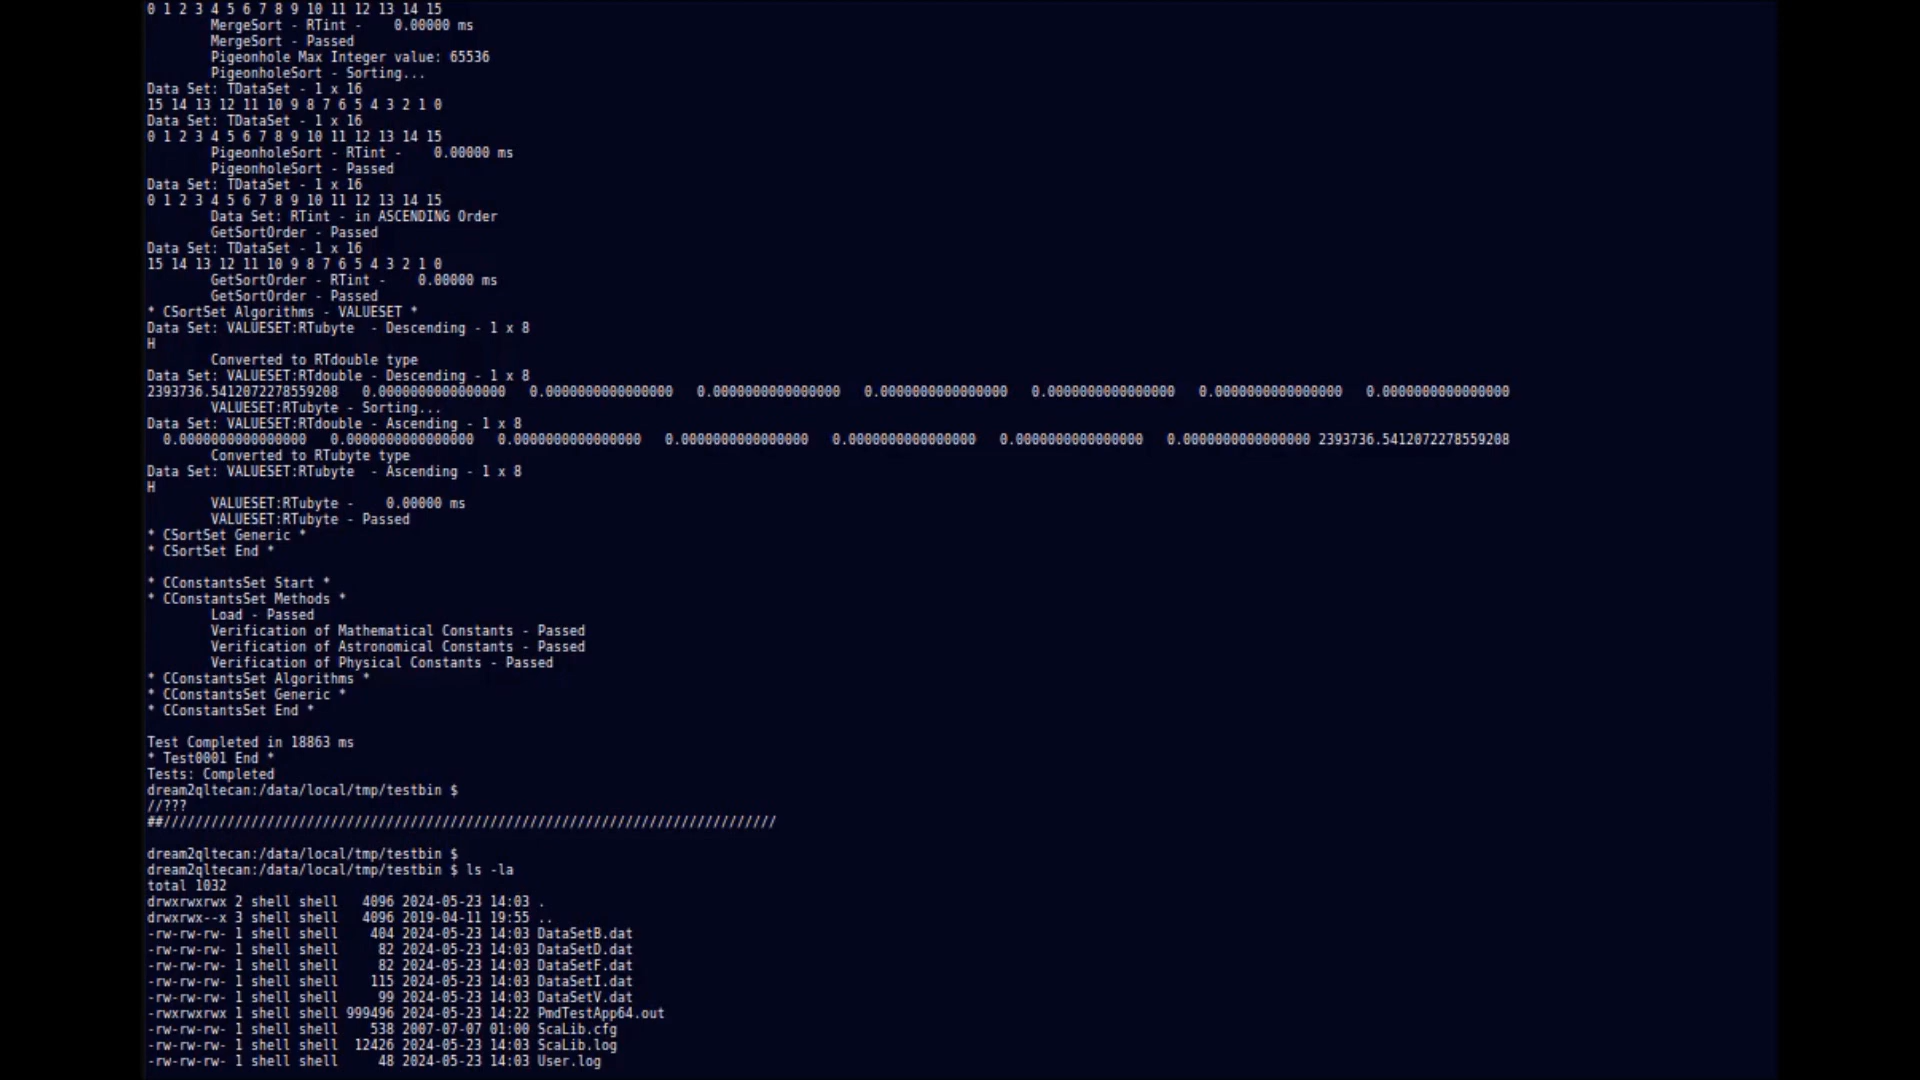 0 1 2 3 4 5 6 7 8 9 10 11 12 13 14 15
        MergeSort - RTint -    0.00000 ms
        MergeSort - Passed
        Pigeonhole Max Integer value: 65536
        PigeonholeSort - Sorting...
Data Set: TDataSet - 1 x 16
15 14 13 12 11 10 9 8 7 6 5 4 3 2 1 0
Data Set: TDataSet - 1 x 16
0 1 2 3 4 5 6 7 8 9 10 11 12 13 14 15
        PigeonholeSort - RTint -    0.00000 ms
        PigeonholeSort - Passed
Data Set: TDataSet - 1 x 16
0 1 2 3 4 5 6 7 8 9 10 11 12 13 14 15
        Data Set: RTint - in ASCENDING Order
        GetSortOrder - Passed
Data Set: TDataSet - 1 x 16
15 14 13 12 11 10 9 8 7 6 5 4 3 2 1 0
        GetSortOrder - RTint -    0.00000 ms
        GetSortOrder - Passed
* CSortSet Algorithms - VALUESET *
Data Set: VALUESET:RTubyte  - Descending - 1 x 8
H
        Converted to RTdouble type
Data Set: VALUESET:RTdouble - Descending - 1 x 8
2393736.5412072278559208   0.0000000000000000   0.0000000000000000   0.0000000000000000   0.0000000000000000   0.0000000000000000   0.0000000000000000   0.0000000000000000
        VALUESET:RTubyte - Sorting...
Data Set: VALUESET:RTdouble - Ascending - 1 x 8
  0.0000000000000000   0.0000000000000000   0.0000000000000000   0.0000000000000000   0.0000000000000000   0.0000000000000000   0.0000000000000000 2393736.5412072278559208
        Converted to RTubyte type
Data Set: VALUESET:RTubyte  - Ascending - 1 x 8
H
        VALUESET:RTubyte -    0.00000 ms
        VALUESET:RTubyte - Passed
* CSortSet Generic *
* CSortSet End *

* CConstantsSet Start *
* CConstantsSet Methods *
        Load - Passed
        Verification of Mathematical Constants - Passed
        Verification of Astronomical Constants - Passed
        Verification of Physical Constants - Passed
* CConstantsSet Algorithms *
* CConstantsSet Generic *
* CConstantsSet End *

Test Completed in 18863 ms
* Test0001 End *
Tests: Completed
dream2qltecan:/data/local/tmp/testbin $
//???
##/////////////////////////////////////////////////////////////////////////////

dream2qltecan:/data/local/tmp/testbin $
dream2qltecan:/data/local/tmp/testbin $ ls -la
total 1032
drwxrwxrwx 2 shell shell   4096 2024-05-23 14:03 .
drwxrwx--x 3 shell shell   4096 2019-04-11 19:55 ..
-rw-rw-rw- 1 shell shell    404 2024-05-23 14:03 DataSetB.dat
-rw-rw-rw- 1 shell shell     82 2024-05-23 14:03 DataSetD.dat
-rw-rw-rw- 1 shell shell     82 2024-05-23 14:03 DataSetF.dat
-rw-rw-rw- 1 shell shell    115 2024-05-23 14:03 DataSetI.dat
-rw-rw-rw- 1 shell shell     99 2024-05-23 14:03 DataSetV.dat
-rwxrwxrwx 1 shell shell 999496 2024-05-23 14:22 PmdTestApp64.out
-rw-rw-rw- 1 shell shell    538 2007-07-07 01:00 ScaLib.cfg
-rw-rw-rw- 1 shell shell  12426 2024-05-23 14:03 ScaLib.log
-rw-rw-rw- 1 shell shell     48 2024-05-23 14:03 User.log